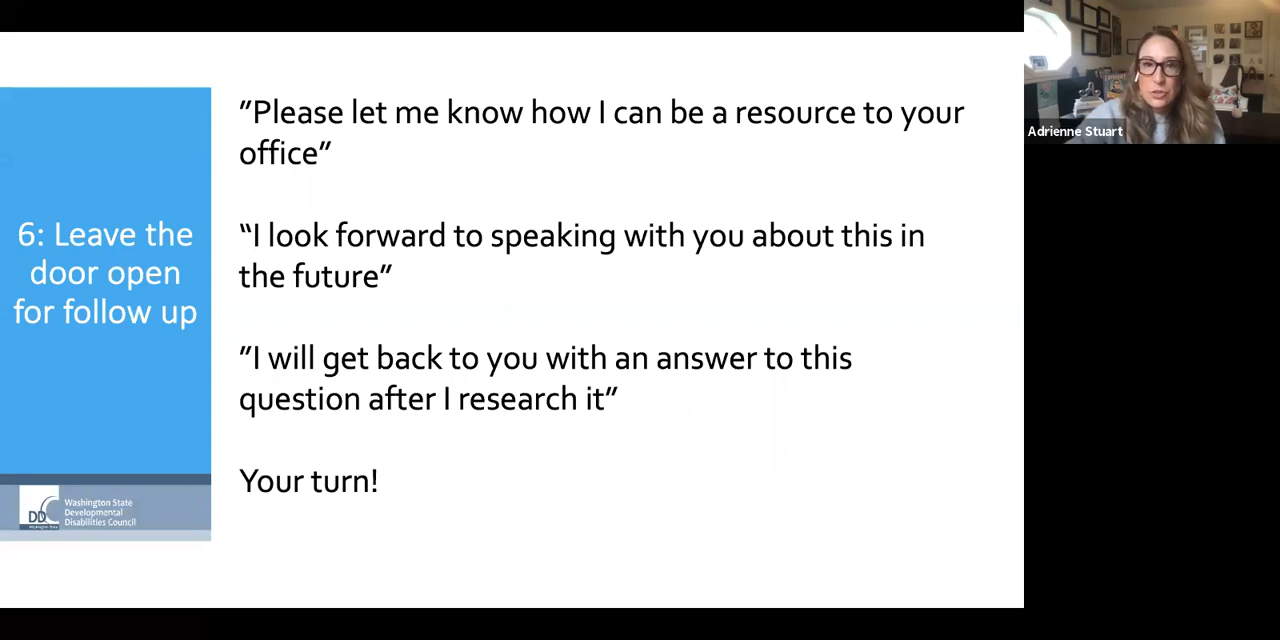 "Please let me know how I can be a resource to your
office"
"I look forward to speaking with you about this in
the future"
"I will get back to you with an answer to this
question after I research it"
Your turn!
6: Leave the
door open
for follow up
DDC
Washington State
Developmental
Disabilities Council
Adrienne Stuart